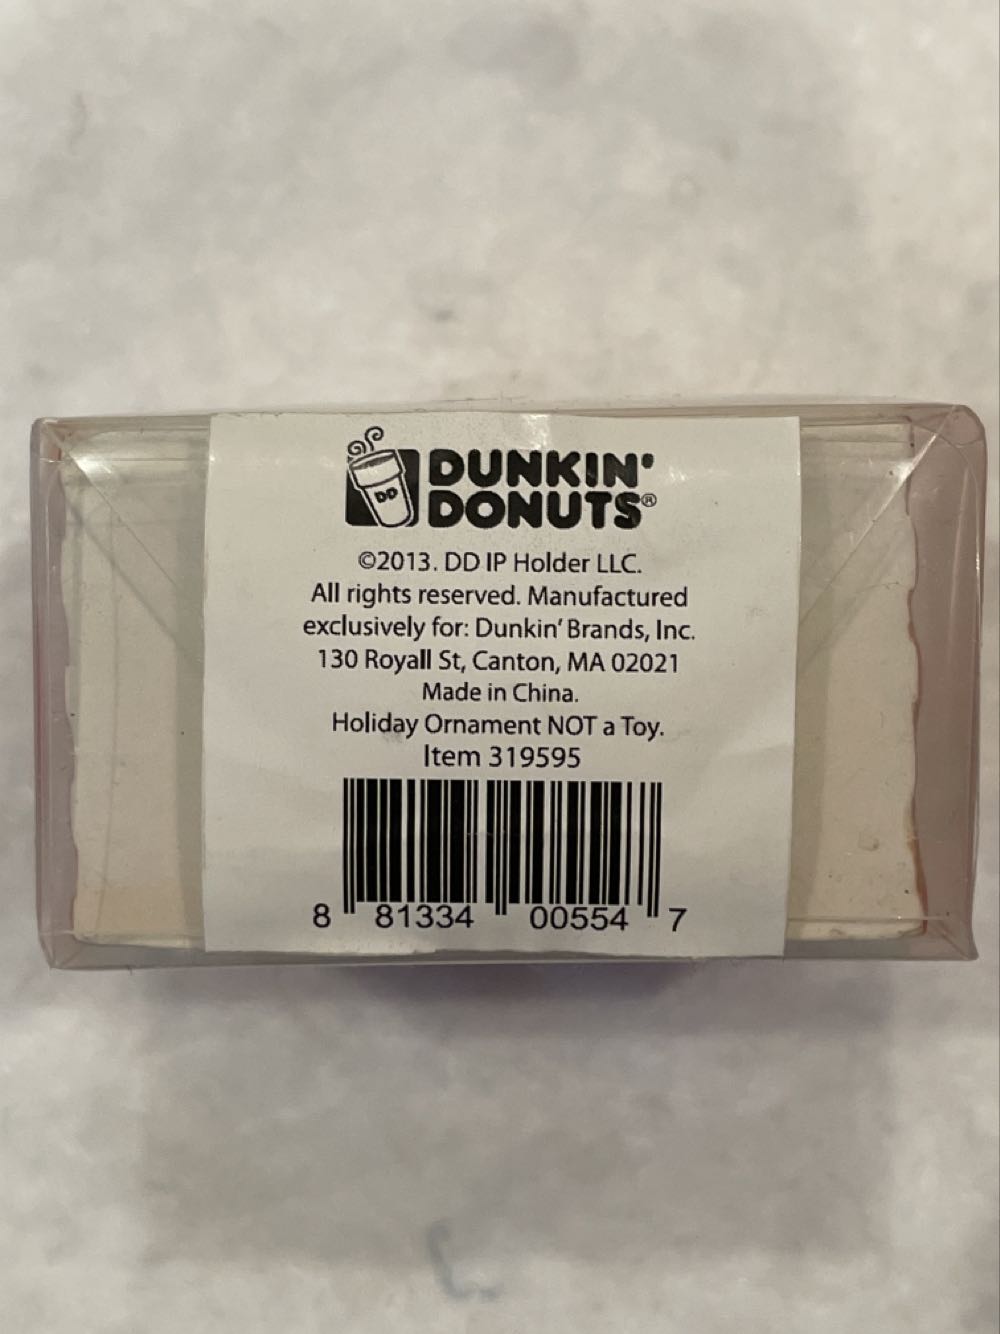 DD
DUNKIN'
DONUTS®
©2013. DD IP Holder LLC.
All rights reserved. Manufactured
exclusively for: Dunkin' Brands, Inc.
130 Royall St, Canton, MA 02021
Made in China.
Holiday Ornament NOT a Toy.
Item 319595
8 81334 00554 7